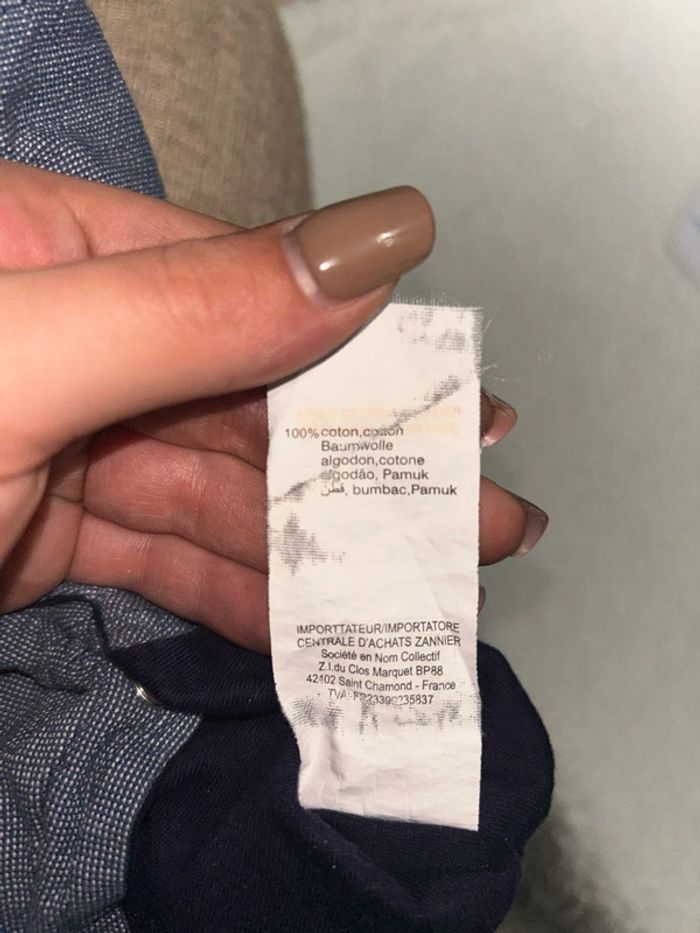 100% coton,cotton
Baumwolle
algodon,cotone
algodão, Pamuk
قطن, bumbac,Pamuk
IMPORTTATEUR/IMPORTATORE
CENTRALE D'ACHATS ZANNIER
Société en Nom Collectif
Z.I.du Clos Marquet BP88
42402 Saint Chamond - France
TVA: